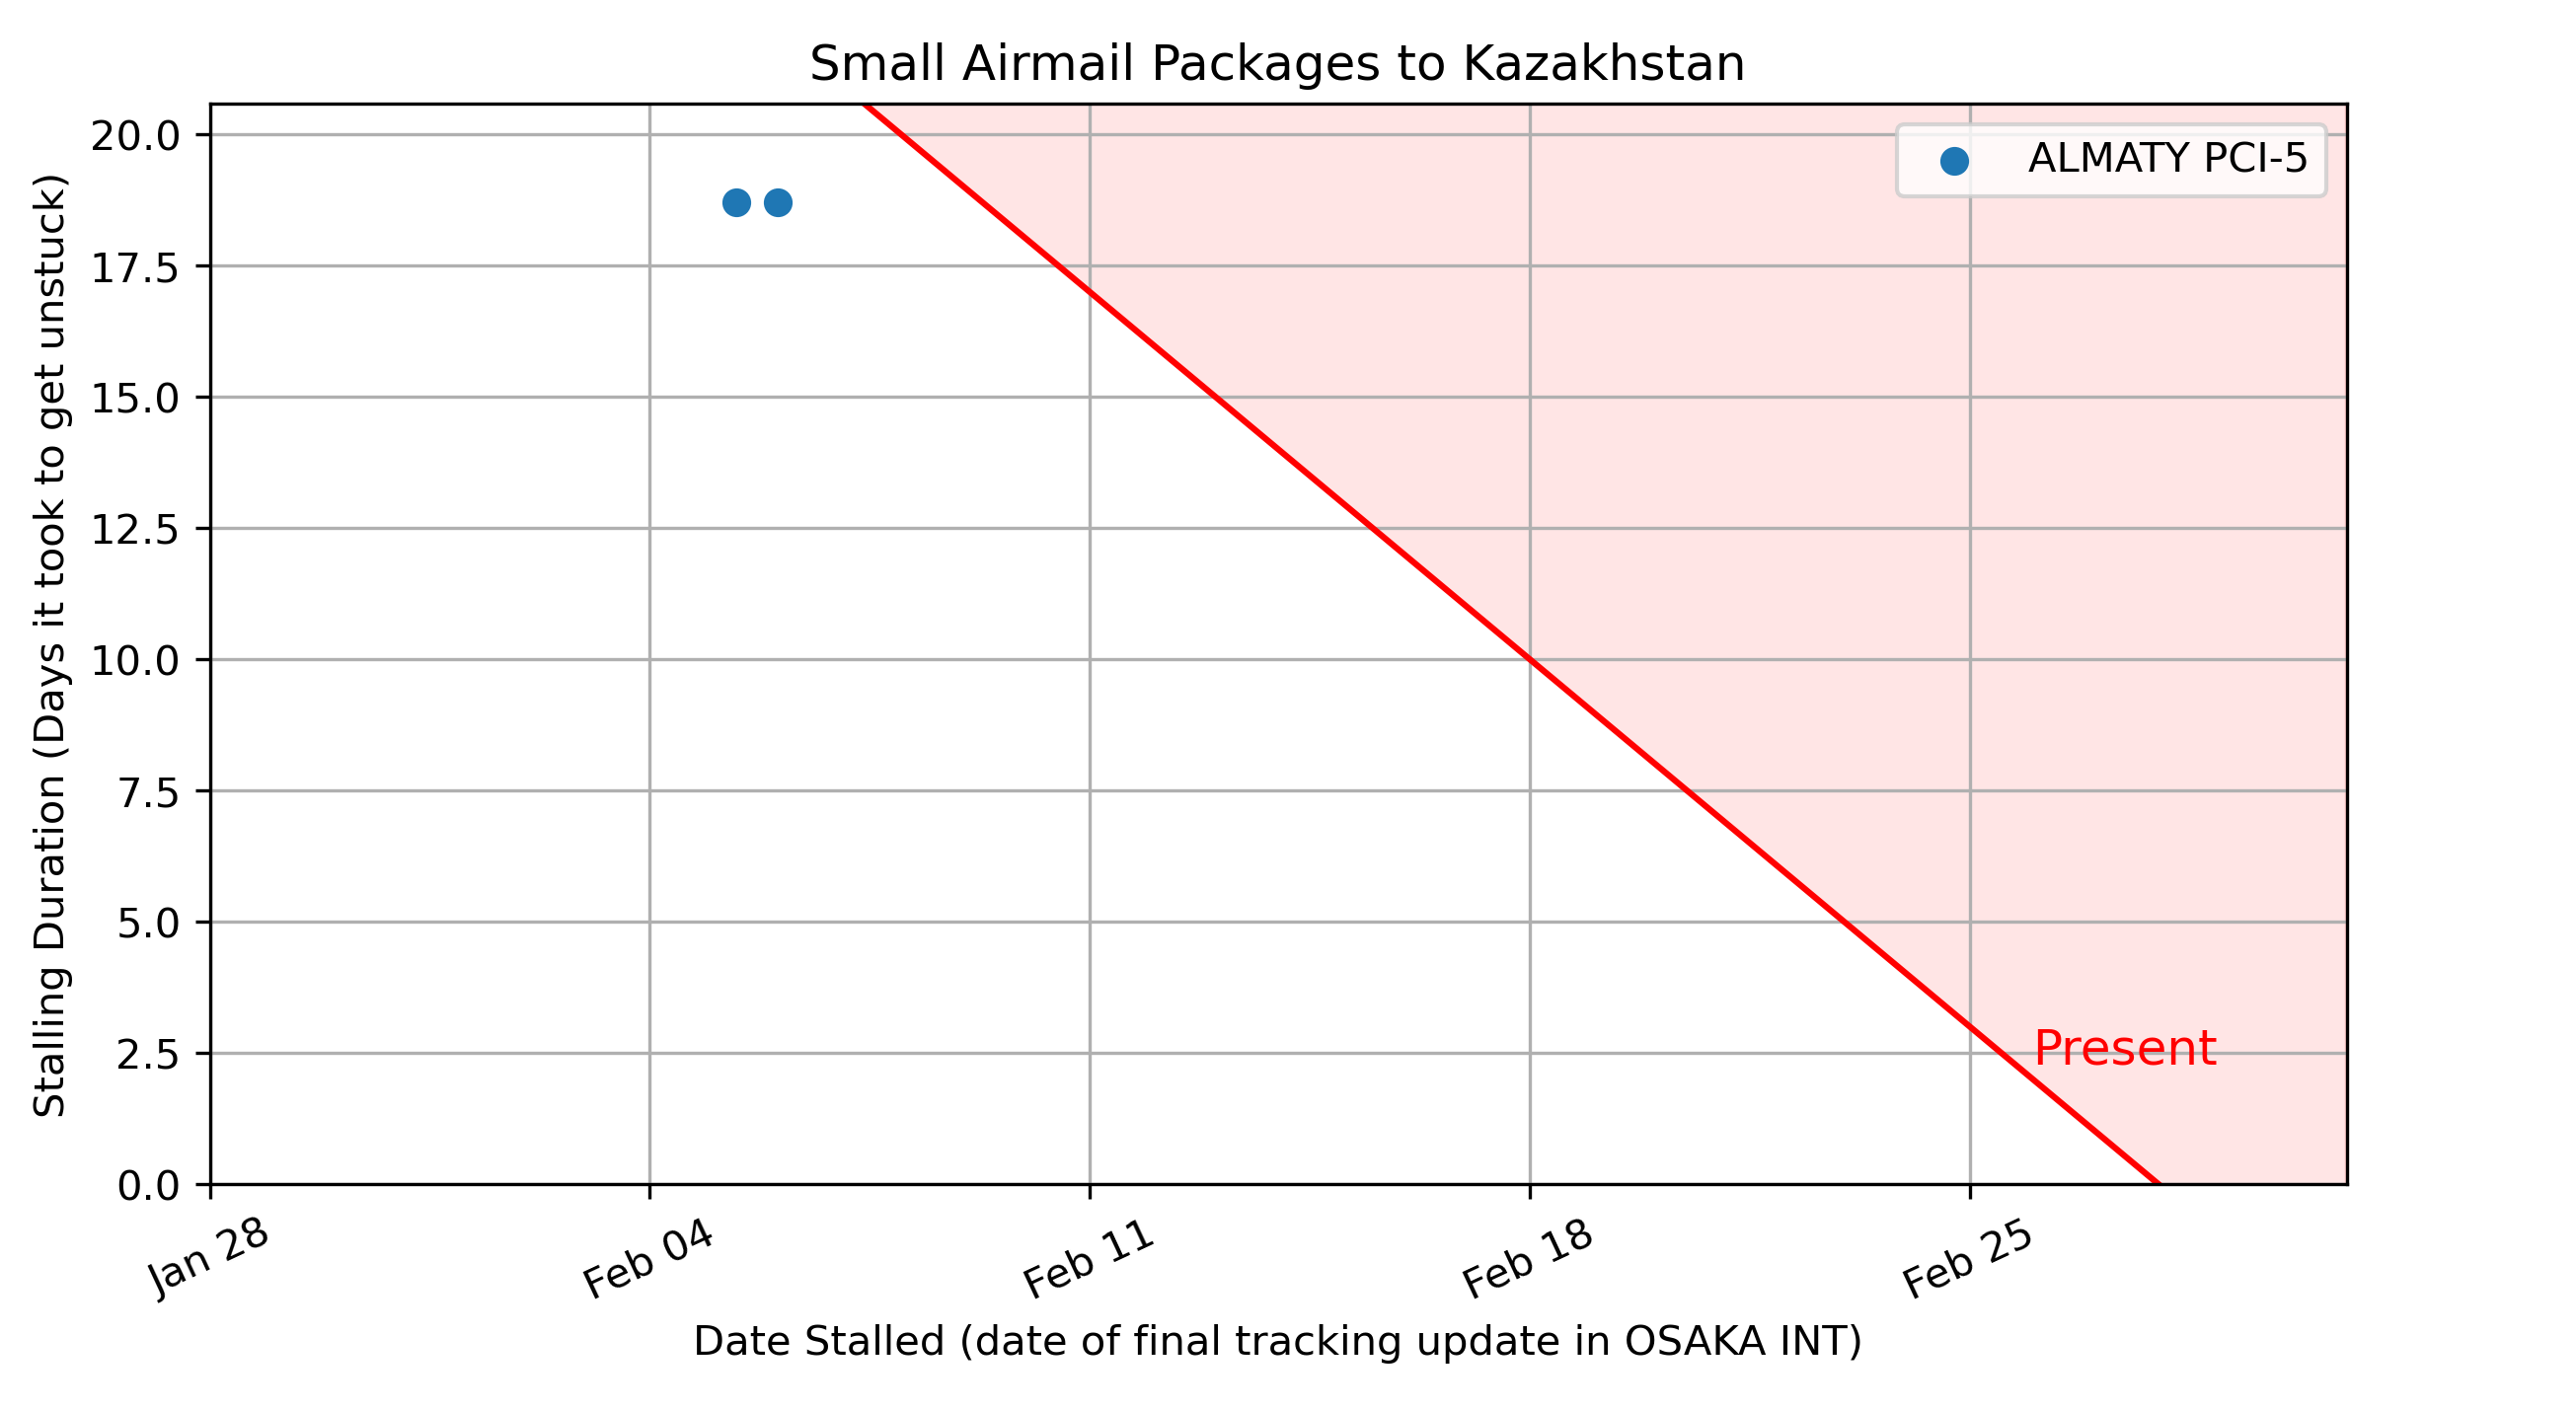 Small Airmail Packages to Kazakhstan
ALMATY PCI-5
Stalling Duration (Days it took to get unstuck)
20.0
17.5
15.0
12.5
10.0
7.5
5.0
2.5
0.0
Present
Jan 28
Feb 04
Feb 11
Feb 18
Feb 25
Date Stalled (date of final tracking update in OSAKA INT)